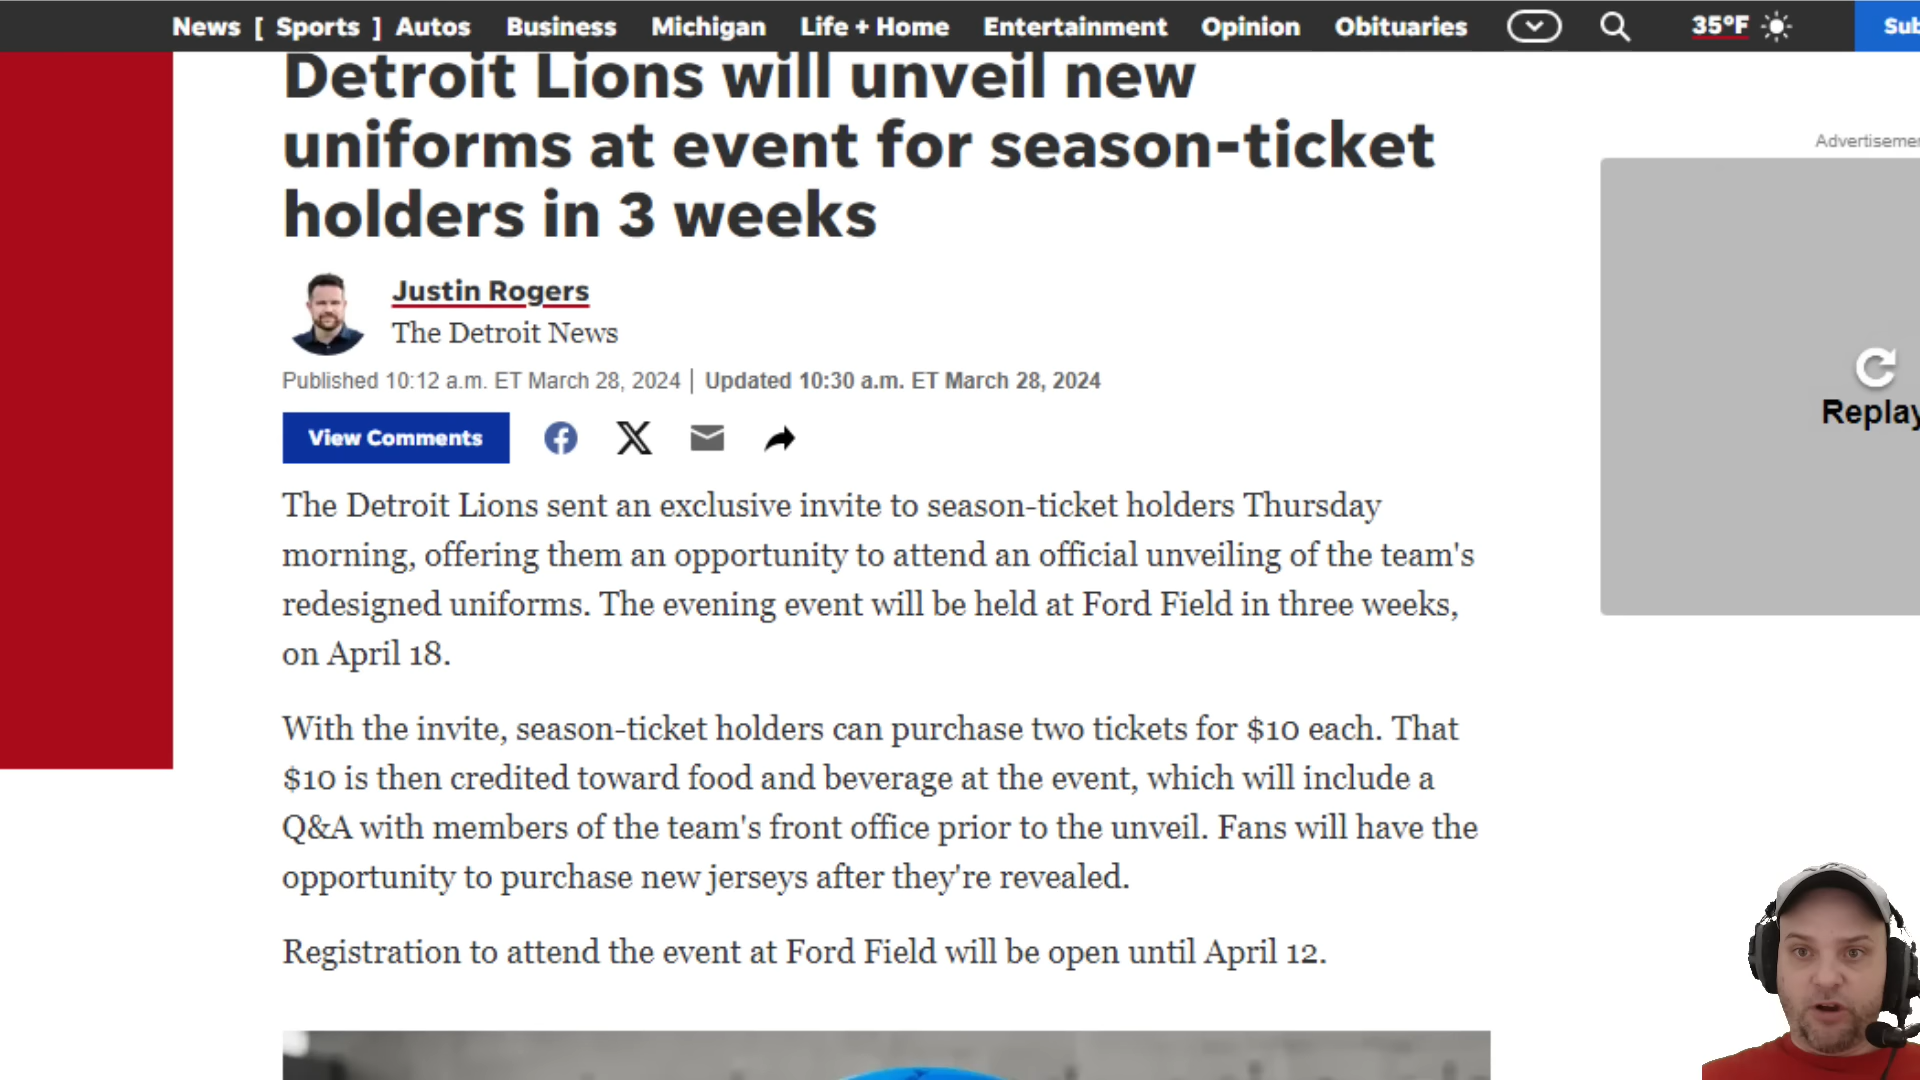 News [ Sports ] Autos Business Michigan Life + Home Entertainment Opinion Obituaries 35°F Sub
Detroit Lions will unveil new
uniforms at event for season-ticket
holders in 3 weeks
Advertisemen
Justin Rogers
The Detroit News
Published 10:12 a.m. ET March 28, 2024 | Updated 10:30 a.m. ET March 28, 2024
View Comments
Replay
The Detroit Lions sent an exclusive invite to season-ticket holders Thursday
morning, offering them an opportunity to attend an official unveiling of the team's
redesigned uniforms. The evening event will be held at Ford Field in three weeks,
on April 18.
With the invite, season-ticket holders can purchase two tickets for $10 each. That
$10 is then credited toward food and beverage at the event, which will include a
Q&A with members of the team's front office prior to the unveil. Fans will have the
opportunity to purchase new jerseys after they're revealed.
Registration to attend the event at Ford Field will be open until April 12.